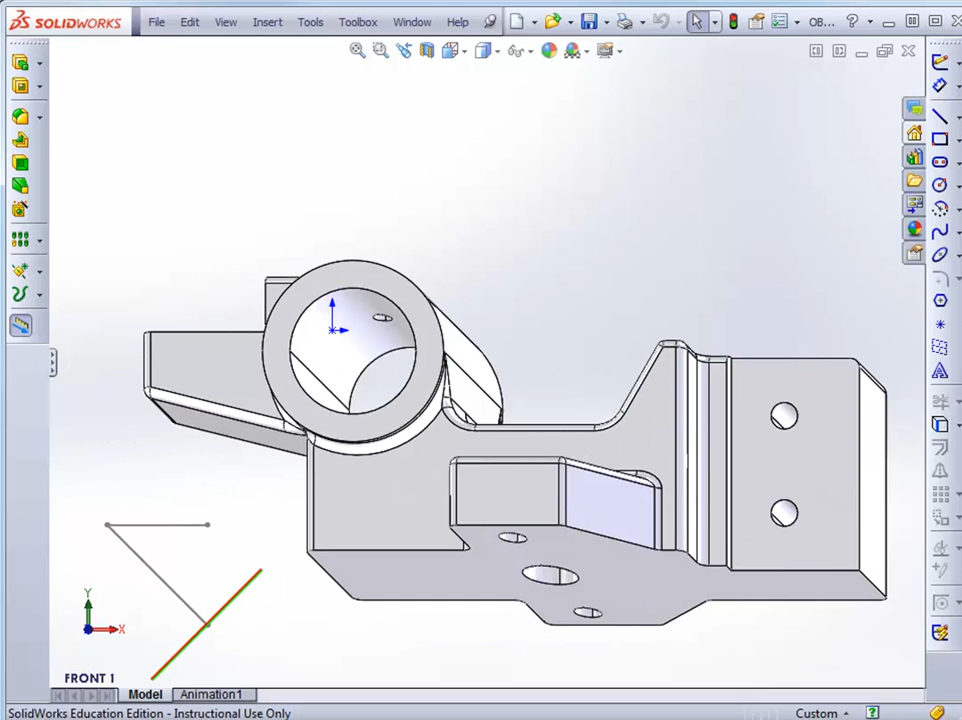 SOLIDWORKS File Edit View Insert Tools Toolbox Window Help OB... ?
Y
X
FRONT 1
Model Animation1
SolidWorks Education Edition - Instructional Use Only Custom ?